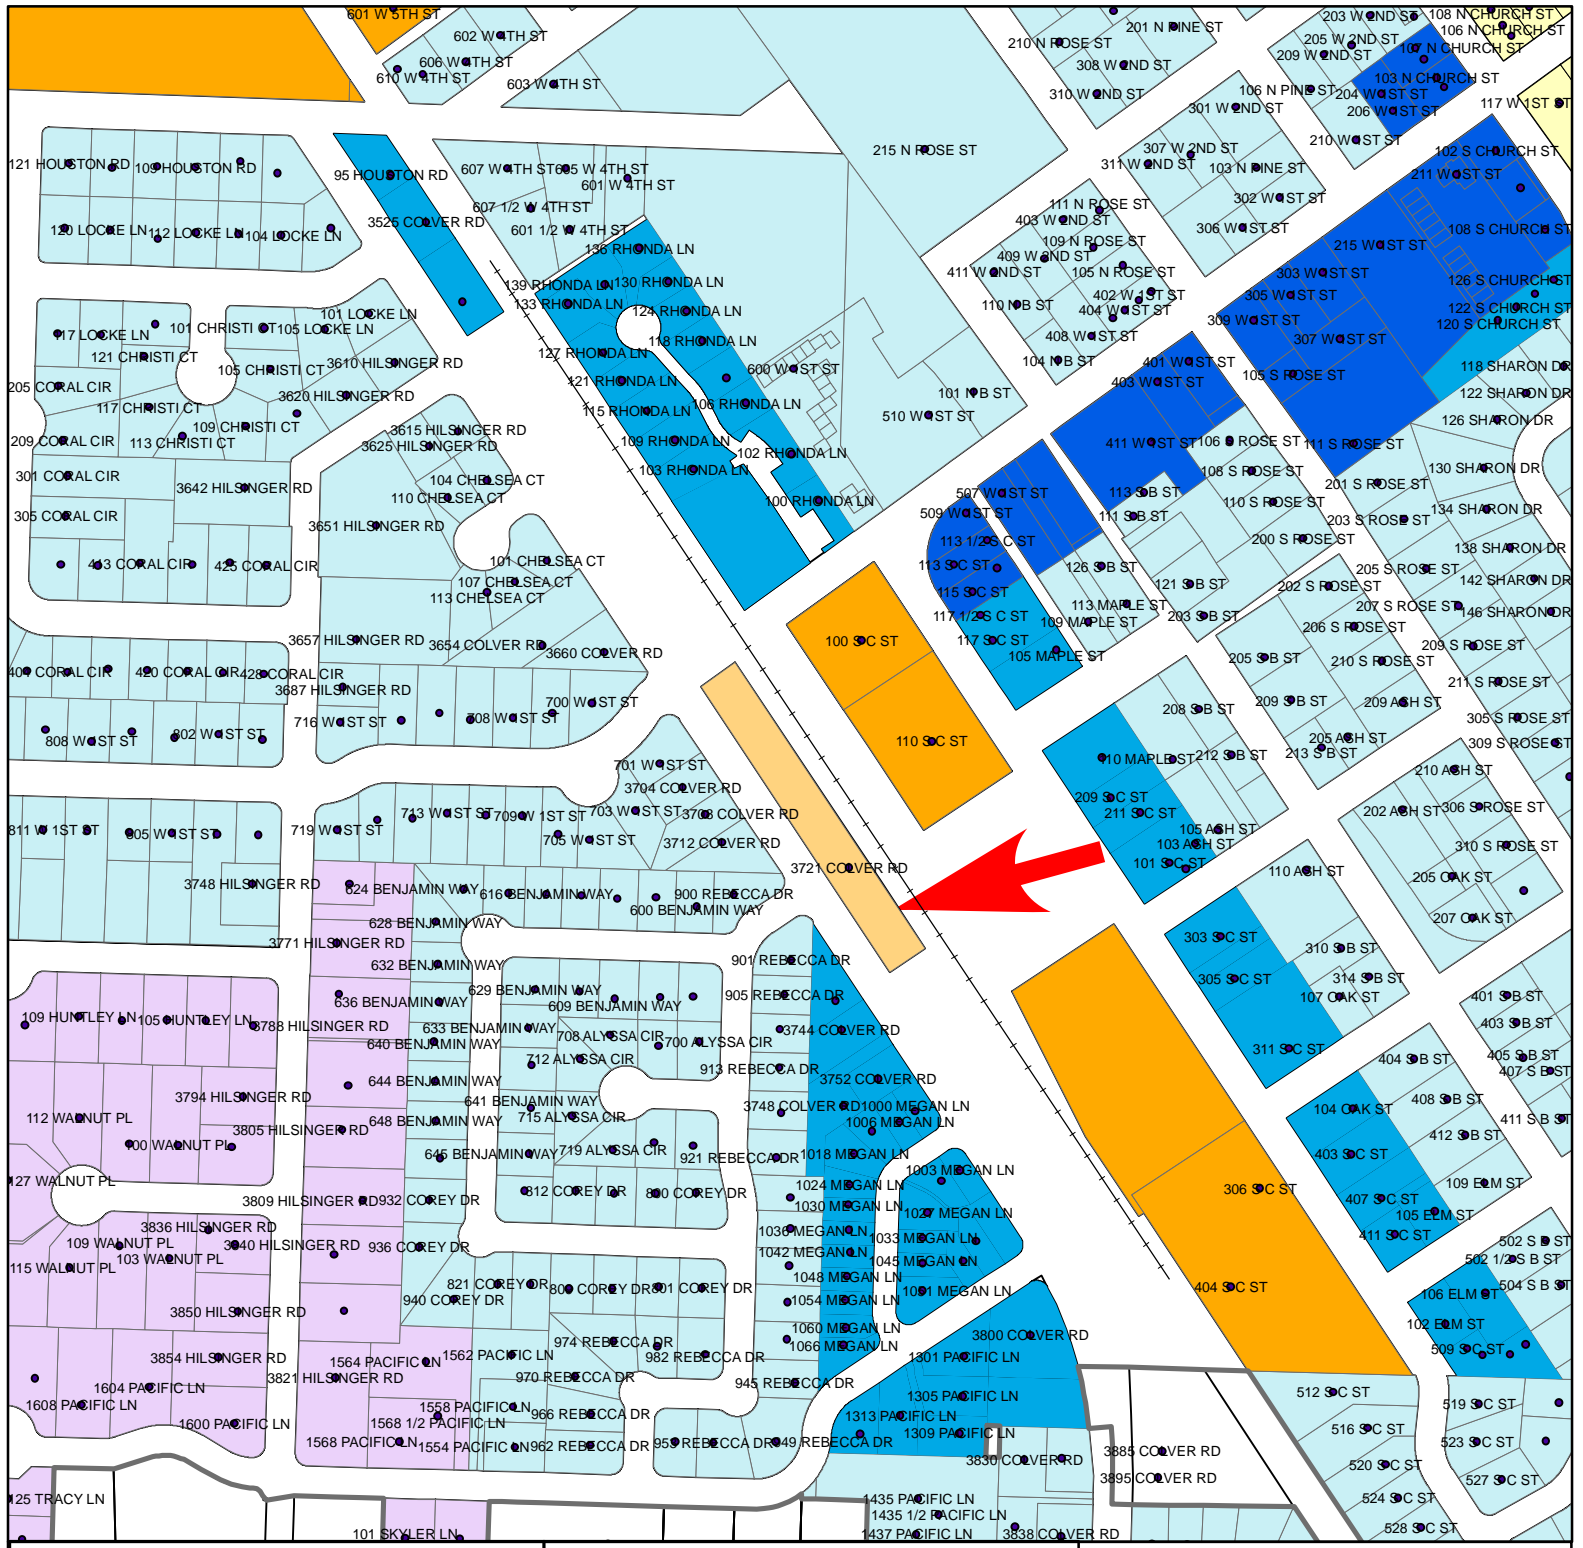 601 W 5TH ST
602 W 4TH ST
606 W 4TH ST
610 W 4TH ST
603 W 4TH ST
210 N ROSE ST
201 N PINE ST
308 W 2ND ST
310 W 2ND ST
203 W 2ND ST
205 W 2ND ST
209 W 2ND ST
108 N CHURCH ST
106 N CHURCH ST
107 N CHURCH ST
103 N CHURCH ST
106 N PINE ST
204 W 1ST ST
206 W 1ST ST
117 W 1ST ST
301 W 2ND ST
210 W 1ST ST
121 HOUSTON RD
109 HOUSTON RD
95 HOUSTON RD
3525 COLVER RD
607 W 4TH ST
605 W 4TH ST
601 W 4TH ST
607 1/2 W 4TH ST
601 1/2 W 4TH ST
215 N ROSE ST
307 W 2ND ST
311 W 2ND ST
103 N PINE ST
302 W 1ST ST
306 W 1ST ST
102 S CHURCH ST
211 W 1ST ST
108 S CHURCH ST
215 W 1ST ST
120 LOCKE LN
112 LOCKE LN
104 LOCKE LN
136 RHONDA LN
139 RHONDA LN
130 RHONDA LN
133 RHONDA LN
124 RHONDA LN
118 RHONDA LN
127 RHONDA LN
121 RHONDA LN
106 RHONDA LN
115 RHONDA LN
109 RHONDA LN
102 RHONDA LN
103 RHONDA LN
100 RHONDA LN
111 N ROSE ST
403 W 2ND ST
109 N ROSE ST
409 W 2ND ST
411 W 2ND ST
105 N ROSE ST
402 W 1ST ST
404 W 1ST ST
110 N B ST
408 W 1ST ST
104 N B ST
303 W 1ST ST
305 W 1ST ST
309 W 1ST ST
307 W 1ST ST
126 S CHURCH ST
122 S CHURCH ST
120 S CHURCH ST
118 SHARON DR
122 SHARON DR
126 SHARON DR
117 LOCKE LN
101 CHRISTI CT
105 LOCKE LN
101 LOCKE LN
121 CHRISTI CT
105 CHRISTI CT
3610 HILSINGER RD
205 CORAL CIR
117 CHRISTI CT
3620 HILSINGER RD
109 CHRISTI CT
113 CHRISTI CT
209 CORAL CIR
3615 HILSINGER RD
3625 HILSINGER RD
600 W 1ST ST
101 N B ST
510 W 1ST ST
401 W 1ST ST
403 W 1ST ST
105 S ROSE ST
411 W 1ST ST
106 S ROSE ST
111 S ROSE ST
301 CORAL CIR
3642 HILSINGER RD
104 CHELSEA CT
110 CHELSEA CT
305 CORAL CIR
3651 HILSINGER RD
507 W 1ST ST
509 W 1ST ST
113 S B ST
111 S B ST
108 S ROSE ST
110 S ROSE ST
201 S ROSE ST
130 SHARON DR
134 SHARON DR
203 S ROSE ST
200 S ROSE ST
138 SHARON DR
142 SHARON DR
146 SHARON DR
413 CORAL CIR
425 CORAL CIR
101 CHELSEA CT
107 CHELSEA CT
113 CHELSEA CT
113 1/2 S C ST
113 S C ST
115 S C ST
117 1/2 S C ST
117 S C ST
126 S B ST
113 MAPLE ST
109 MAPLE ST
105 MAPLE ST
121 S B ST
203 S B ST
205 S ROSE ST
202 S ROSE ST
207 S ROSE ST
206 S ROSE ST
209 S ROSE ST
210 S ROSE ST
211 S ROSE ST
3657 HILSINGER RD
3654 COLVER RD
3660 COLVER RD
100 S C ST
205 S B ST
404 CORAL CIR
420 CORAL CIR
428 CORAL CIR
3687 HILSINGER RD
700 W 1ST ST
708 W 1ST ST
716 W 1ST ST
808 W 1ST ST
802 W 1ST ST
110 S C ST
208 S B ST
209 S B ST
209 ASH ST
305 S ROSE ST
309 S ROSE ST
205 ASH ST
213 S B ST
212 S B ST
110 MAPLE ST
210 ASH ST
701 W 1ST ST
3704 COLVER RD
703 W 1ST ST
3708 COLVER RD
3712 COLVER RD
209 S C ST
211 S C ST
105 ASH ST
103 ASH ST
101 S C ST
202 ASH ST
306 S ROSE ST
310 S ROSE ST
811 W 1ST ST
805 W 1ST ST
719 W 1ST ST
713 W 1ST ST
709 W 1ST ST
705 W 1ST ST
3721 COLVER RD
110 ASH ST
205 OAK ST
207 OAK ST
3748 HILSINGER RD
624 BENJAMIN WAY
616 BENJAMIN WAY
900 REBECCA DR
600 BENJAMIN WAY
628 BENJAMIN WAY
3771 HILSINGER RD
632 BENJAMIN WAY
901 REBECCA DR
303 S C ST
305 S C ST
310 S B ST
314 S B ST
107 OAK ST
636 BENJAMIN WAY
629 BENJAMIN WAY
609 BENJAMIN WAY
905 REBECCA DR
401 S B ST
403 S B ST
109 HUNTLEY LN
105 HUNTLEY LN
3788 HILSINGER RD
633 BENJAMIN WAY
640 BENJAMIN WAY
708 ALYSSA CIR
700 ALYSSA CIR
3744 COLVER RD
712 ALYSSA CIR
913 REBECCA DR
311 S C ST
404 S B ST
405 S B ST
407 S B ST
644 BENJAMIN WAY
3752 COLVER RD
3794 HILSINGER RD
641 BENJAMIN WAY
715 ALYSSA CIR
3748 COLVER RD
1000 MEGAN LN
1006 MEGAN LN
104 OAK ST
408 S B ST
411 S B ST
412 S B ST
112 WALNUT PL
3805 HILSINGER RD
648 BENJAMIN WAY
100 WALNUT PL
645 BENJAMIN WAY
719 ALYSSA CIR
921 REBECCA DR
1018 MEGAN LN
1003 MEGAN LN
403 S C ST
127 WALNUT PL
3809 HILSINGER RD
932 COREY DR
812 COREY DR
800 COREY DR
1024 MEGAN LN
1030 MEGAN LN
1027 MEGAN LN
306 S C ST
407 S C ST
109 ELM ST
105 ELM ST
411 S C ST
3836 HILSINGER RD
109 WALNUT PL
103 WALNUT PL
3840 HILSINGER RD
936 COREY DR
1036 MEGAN LN
1033 MEGAN LN
1042 MEGAN LN
1045 MEGAN LN
115 WALNUT PL
1048 MEGAN LN
1051 MEGAN LN
404 S C ST
502 S B ST
502 1/2 S B ST
504 S B ST
821 COREY DR
809 COREY DR
801 COREY DR
940 COREY DR
1054 MEGAN LN
3850 HILSINGER RD
106 ELM ST
102 ELM ST
509 S C ST
1060 MEGAN LN
1066 MEGAN LN
3800 COLVER RD
1301 PACIFIC LN
974 REBECCA DR
982 REBECCA DR
3854 HILSINGER RD
1564 PACIFIC LN
1562 PACIFIC LN
3821 HILSINGER RD
970 REBECCA DR
945 REBECCA DR
1305 PACIFIC LN
1604 PACIFIC LN
1608 PACIFIC LN
1600 PACIFIC LN
1558 PACIFIC LN
1568 1/2 PACIFIC LN
966 REBECCA DR
1313 PACIFIC LN
1309 PACIFIC LN
512 S C ST
519 S C ST
516 S C ST
523 S C ST
1568 PACIFIC LN
1554 PACIFIC LN
962 REBECCA DR
953 REBECCA DR
949 REBECCA DR
3830 COLVER RD
3885 COLVER RD
3895 COLVER RD
520 S C ST
527 S C ST
125 TRACY LN
1435 PACIFIC LN
1435 1/2 PACIFIC LN
1437 PACIFIC LN
3838 COLVER RD
524 S C ST
528 S C ST
101 SKYLER LN